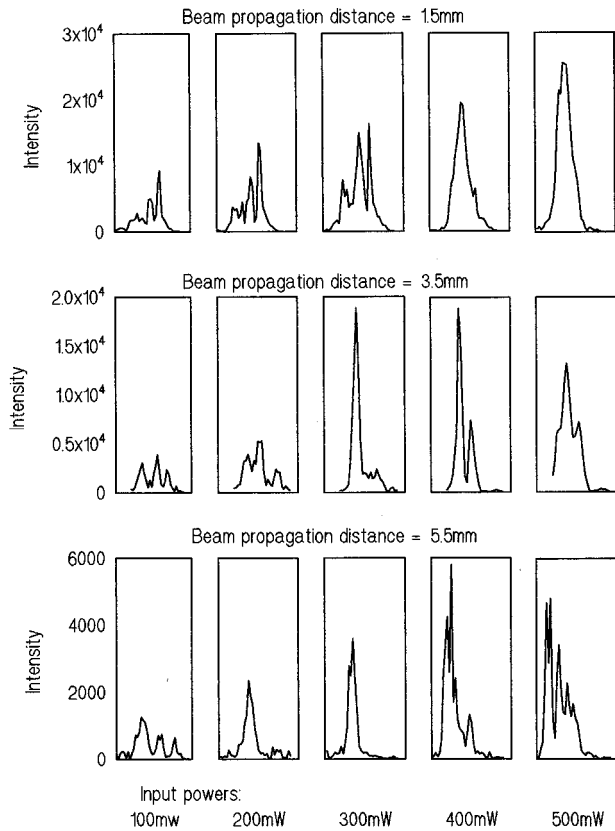 Beam propagation distance = 1.5mm
3x10⁴
2x10⁴
1x10⁴
0
Intensity
Beam propagation distance = 3.5mm
2.0x10⁴
1.5x10⁴
1.0x10⁴
0.5x10⁴
0
Intensity
Beam propagation distance = 5.5mm
6000
4000
2000
0
Intensity
Input powers:
100mw 200mW 300mW 400mW 500mW